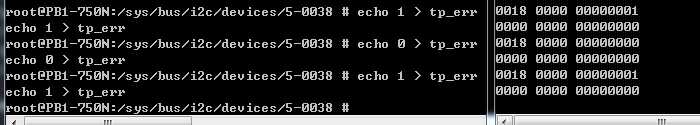 root@PB1-750N:/sys/bus/i2c/devices/5-0038 # echo 1 > tp_err
echo 1 > tp_err
root@PB1-750N:/sys/bus/i2c/devices/5-0038 # echo 0 > tp_err
echo 0 > tp_err
root@PB1-750N:/sys/bus/i2c/devices/5-0038 # echo 1 > tp_err
echo 1 > tp_err
root@PB1-750N:/sys/bus/i2c/devices/5-0038 #
0018 0000 00000001
0000 0000 00000000
0018 0000 00000000
0000 0000 00000000
0018 0000 00000001
0000 0000 00000000